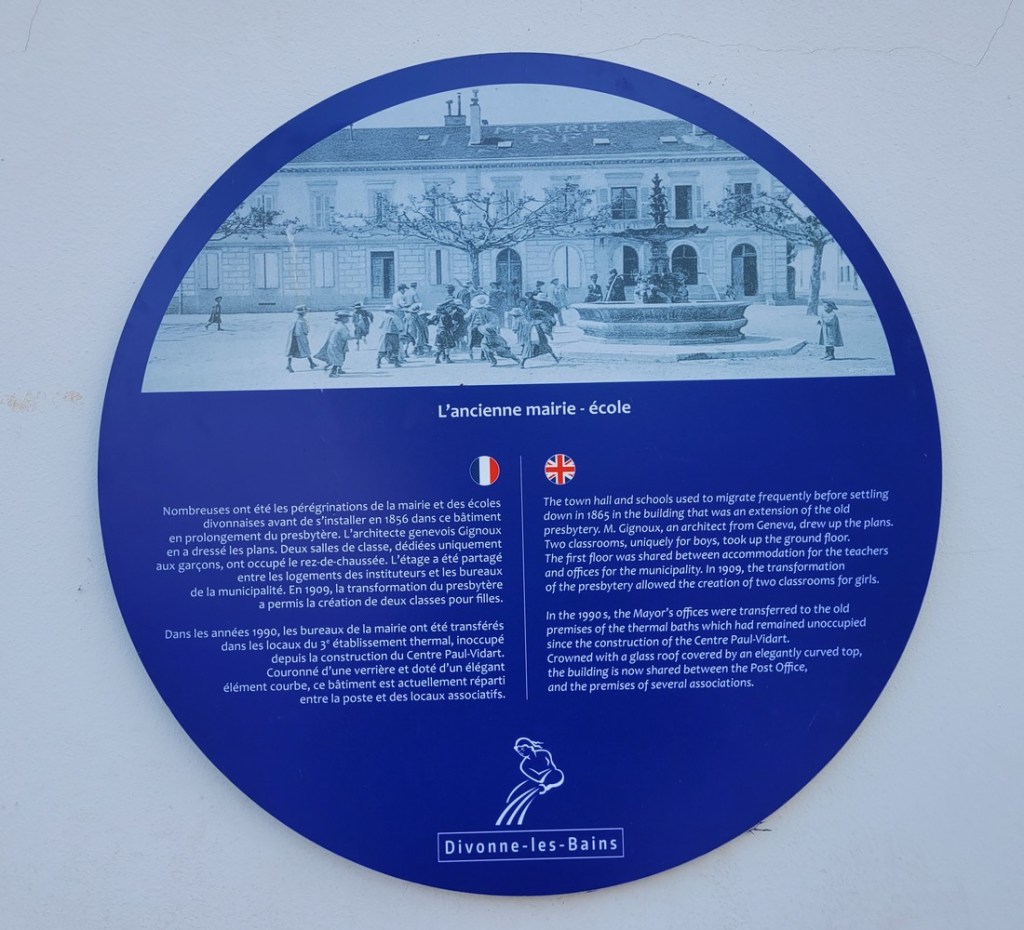 MAIRIE
RF
L'ancienne mairie - école
Nombreuses ont été les pérégrinations de la mairie et des écoles
divonnaises avant de s'installer en 1856 dans ce bâtiment
en prolongement du presbytère. L'architecte genevois Gignoux
en a dressé les plans. Deux salles de classe, dédiées uniquement
aux garçons, ont occupé le rez-de-chaussée. L'étage a été partagé
entre les logements des instituteurs et les bureaux
de la municipalité. En 1909, la transformation du presbytère
a permis la création de deux classes pour filles.
Dans les années 1990, les bureaux de la mairie ont été transférés
dans les locaux du 3e établissement thermal, inoccupé
depuis la construction du Centre Paul-Vidart.
Couronné d'une verrière et doté d'un élégant
élément courbe, ce bâtiment est actuellement réparti
entre la poste et des locaux associatifs.
The town hall and schools used to migrate frequently before settling
down in 1865 in the building that was an extension of the old
presbytery. M. Gignoux, an architect from Geneva, drew up the plans.
Two classrooms, uniquely for boys, took up the ground floor.
The first floor was shared between accommodation for the teachers
and offices for the municipality. In 1909, the transformation
of the presbytery allowed the creation of two classrooms for girls.
In the 1990s, the Mayor's offices were transferred to the old
premises of the thermal baths which had remained unoccupied
since the construction of the Centre Paul-Vidart.
Crowned with a glass roof covered by an elegantly curved top,
the building is now shared between the Post Office,
and the premises of several associations.
Divonne-les-Bains